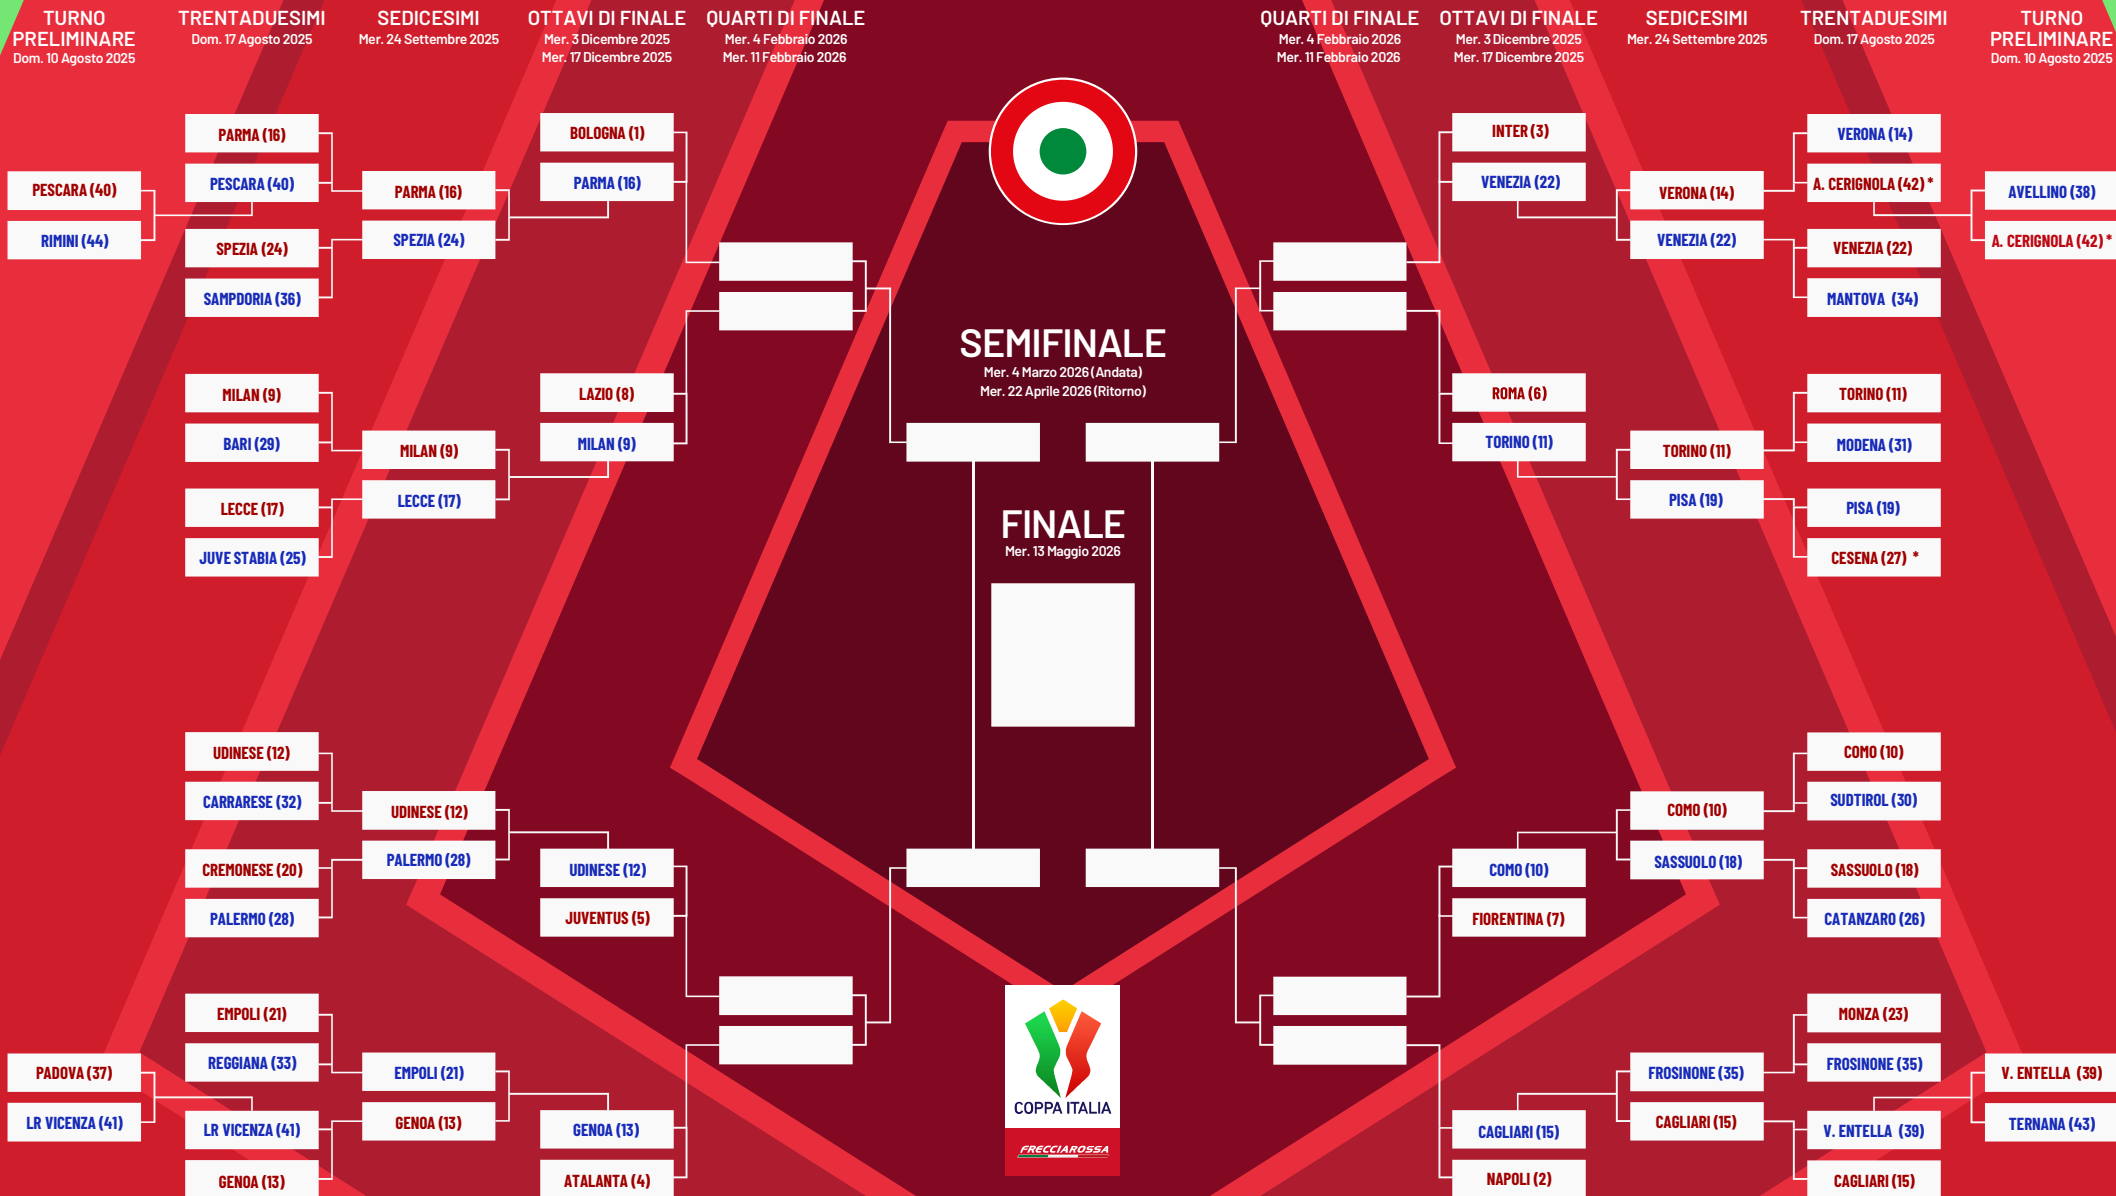 TURNO
PRELIMINARE
Dom. 10 Agosto 2025
TRENTADUESIMI
Dom. 17 Agosto 2025
SEDICESIMI
Mer. 24 Settembre 2025
OTTAVI DI FINALE
Mer. 3 Dicembre 2025
Mer. 17 Dicembre 2025
QUARTI DI FINALE
Mer. 4 Febbraio 2026
Mer. 11 Febbraio 2026
QUARTI DI FINALE
Mer. 4 Febbraio 2026
Mer. 11 Febbraio 2026
OTTAVI DI FINALE
Mer. 3 Dicembre 2025
Mer. 17 Dicembre 2025
SEDICESIMI
Mer. 24 Settembre 2025
TRENTADUESIMI
Dom. 17 Agosto 2025
TURNO
PRELIMINARE
Dom. 10 Agosto 2025
PESCARA (40)
RIMINI (44)
PADOVA (37)
LR VICENZA (41)
PARMA (16)
PESCARA (40)
SPEZIA (24)
SAMPDORIA (36)
MILAN (9)
BARI (29)
LECCE (17)
JUVE STABIA (25)
UDINESE (12)
CARRARESE (32)
CREMONESE (20)
PALERMO (28)
EMPOLI (21)
REGGIANA (33)
LR VICENZA (41)
GENOA (13)
PARMA (16)
SPEZIA (24)
MILAN (9)
LECCE (17)
UDINESE (12)
PALERMO (28)
EMPOLI (21)
GENOA (13)
BOLOGNA (1)
PARMA (16)
LAZIO (8)
MILAN (9)
UDINESE (12)
JUVENTUS (5)
GENOA (13)
ATALANTA (4)
SEMIFINALE
Mer. 4 Marzo 2026 (Andata)
Mer. 22 Aprile 2026 (Ritorno)
FINALE
Mer. 13 Maggio 2026
COPPA ITALIA
FRECCIAROSSA
INTER (3)
VENEZIA (22)
ROMA (6)
TORINO (11)
COMO (10)
FIORENTINA (7)
CAGLIARI (15)
NAPOLI (2)
VERONA (14)
VENEZIA (22)
TORINO (11)
PISA (19)
COMO (10)
SASSUOLO (18)
FROSINONE (35)
CAGLIARI (15)
VERONA (14)
A. CERIGNOLA (42) *
VENEZIA (22)
MANTOVA (34)
TORINO (11)
MODENA (31)
PISA (19)
CESENA (27) *
COMO (10)
SUDTIROL (30)
SASSUOLO (18)
CATANZARO (26)
MONZA (23)
FROSINONE (35)
V. ENTELLA (39)
CAGLIARI (15)
AVELLINO (38)
A. CERIGNOLA (42) *
V. ENTELLA (39)
TERNANA (43)